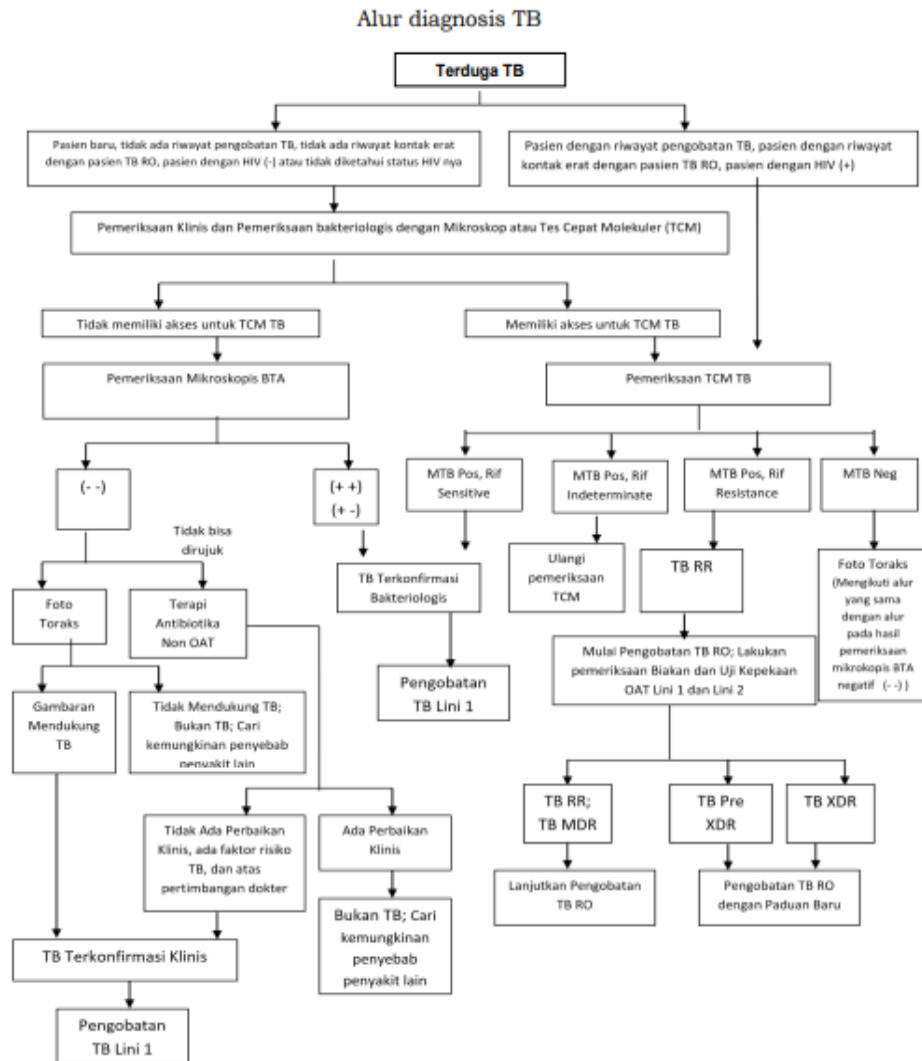 Alur diagnosis TB
Terduga TB
Pasien baru, tidak ada riwayat pengobatan TB, tidak ada riwayat kontak erat
dengan pasien TB RO, pasien dengan HIV (-) atau tidak diketahui status HIV nya
Pasien dengan riwayat pengobatan TB, pasien dengan riwayat
kontak erat dengan pasien TB RO, pasien dengan HIV (+)
Pemeriksaan Klinis dan Pemeriksaan bakteriologis dengan Mikroskop atau Tes Cepat Molekuler (TCM)
Tidak memiliki akses untuk TCM TB
Memiliki akses untuk TCM TB
Pemeriksaan Mikroskopis BTA
Pemeriksaan TCM TB
(- -)
(+ +)
(+ -)
MTB Pos, Rif
Sensitive
MTB Pos, Rif
Indeterminate
MTB Pos, Rif
Resistance
MTB Neg
Tidak bisa
dirujuk
Foto
Toraks
Terapi
Antibiotika
Non OAT
TB Terkonfirmasi
Bakteriologis
Ulangi
pemeriksaan
TCM
TB RR
Foto Toraks
(Mengikuti alur
yang sama
dengan alur
pada hasil
pemeriksaan
mikrokopis BTA
negatif (- -) )
Pengobatan
TB Lini 1
Mulai Pengobatan TB RO; Lakukan
pemeriksaan Biakan dan Uji Kepekaan
OAT Lini 1 dan Lini 2
Gambaran
Mendukung
TB
Tidak Mendukung TB;
Bukan TB; Cari
kemungkinan penyebab
penyakit lain
TB RR;
TB MDR
TB Pre
XDR
TB XDR
Tidak Ada Perbaikan
Klinis, ada faktor risiko
TB, dan atas
pertimbangan dokter
Ada Perbaikan
Klinis
Lanjutkan Pengobatan
TB RO
Pengobatan TB RO
dengan Paduan Baru
Bukan TB; Cari
kemungkinan
penyebab
penyakit lain
TB Terkonfirmasi Klinis
Pengobatan
TB Lini 1